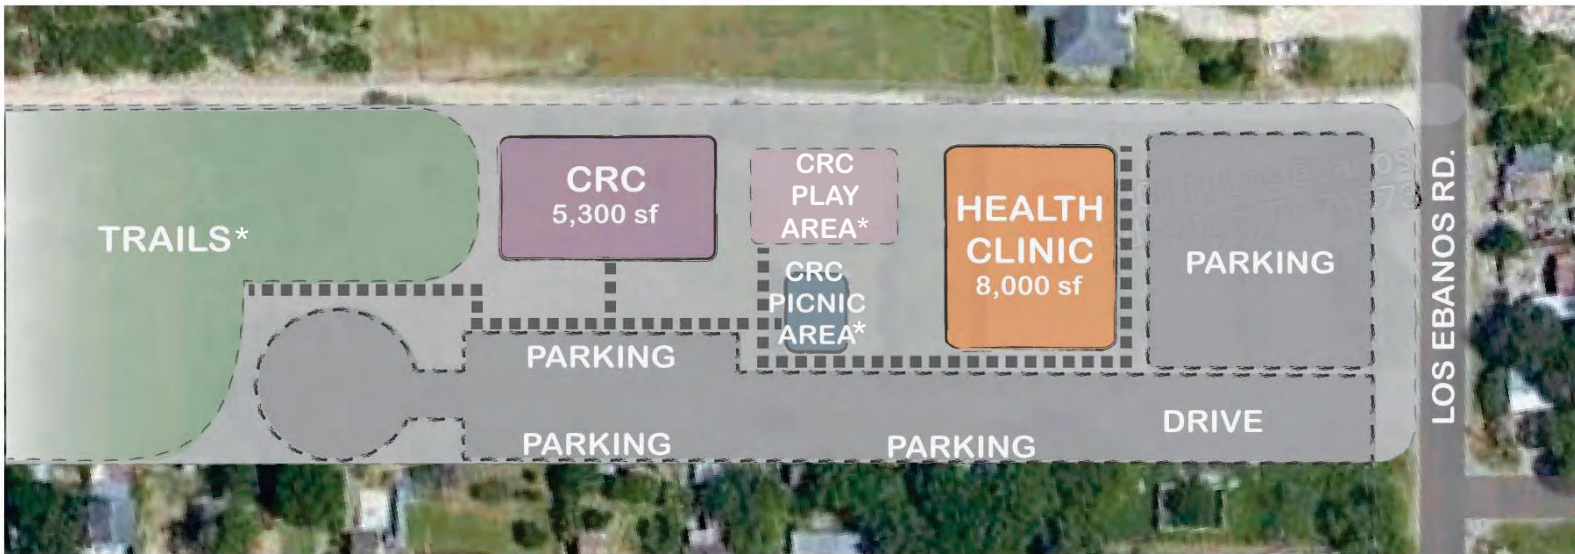 TRAILS*
CRC
5,300 sf
CRC
PLAY
AREA*
CRC
PICNIC
AREA*
HEALTH
CLINIC
8,000 sf
PARKING
PARKING
PARKING
PARKING
DRIVE
LOS EBANOS RD.